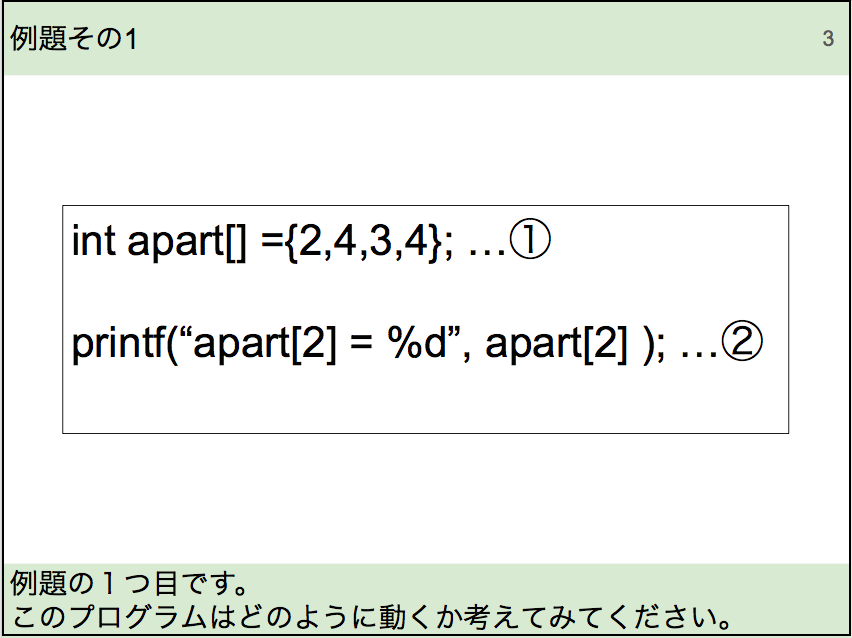 例題その1
3
int apart[] ={2,4,3,4}; …①
printf(“apart[2] = %d”, apart[2] ); …②
例題の１つ目です。
このプログラムはどのように動くか考えてみてください。